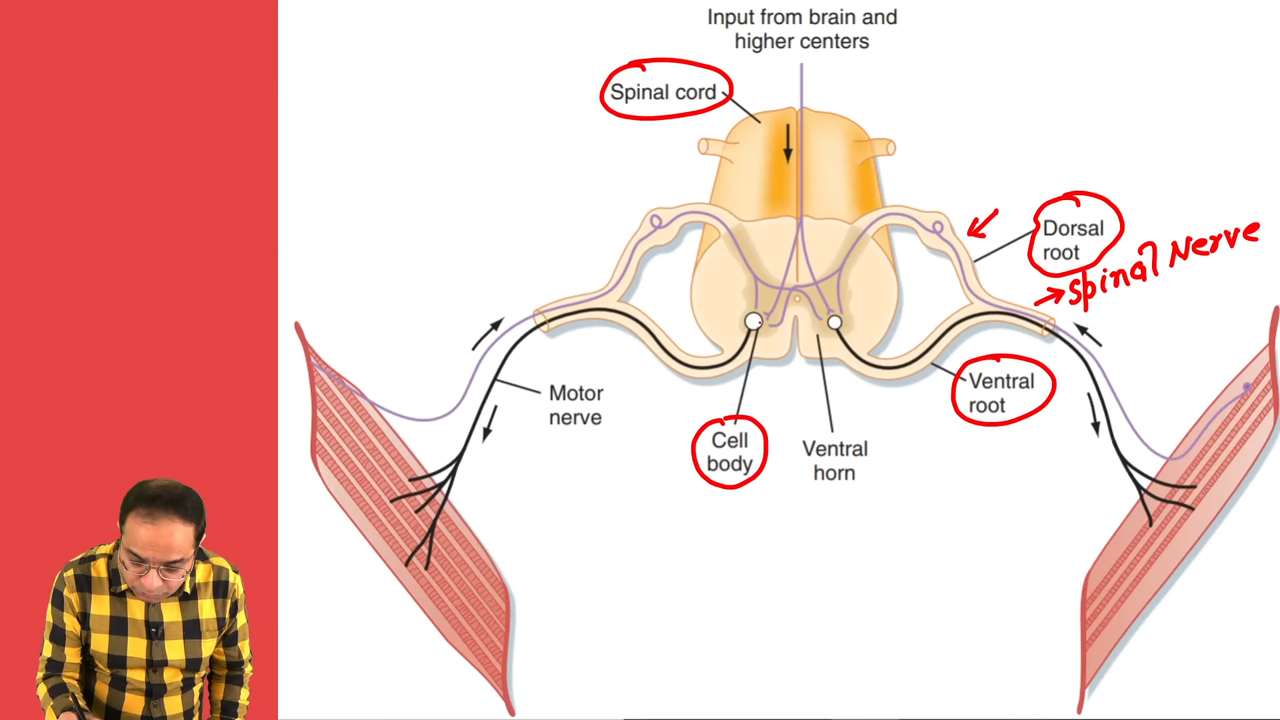 Input from brain and
higher centers
Spinal cord
Dorsal
root
→Spinal Nerve
Motor
nerve
Ventral
root
Cell
body
Ventral
horn